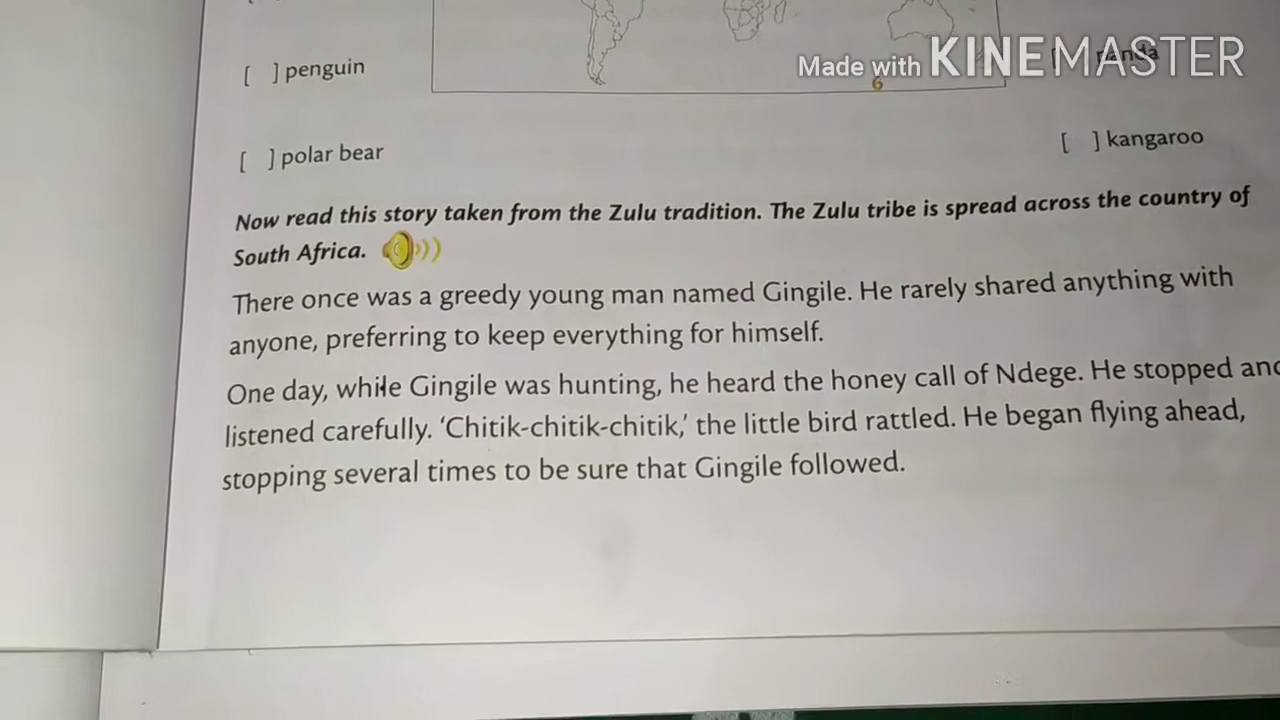 Made with KINEMASTER
[ ] penguin
panda
6
[ ] polar bear
[ ] kangaroo
Now read this story taken from the Zulu tradition. The Zulu tribe is spread across the country of
South Africa.
There once was a greedy young man named Gingile. He rarely shared anything with
anyone, preferring to keep everything for himself.
One day, while Gingile was hunting, he heard the honey call of Ndege. He stopped and
listened carefully. ‘Chitik-chitik-chitik,’ the little bird rattled. He began flying ahead,
stopping several times to be sure that Gingile followed.